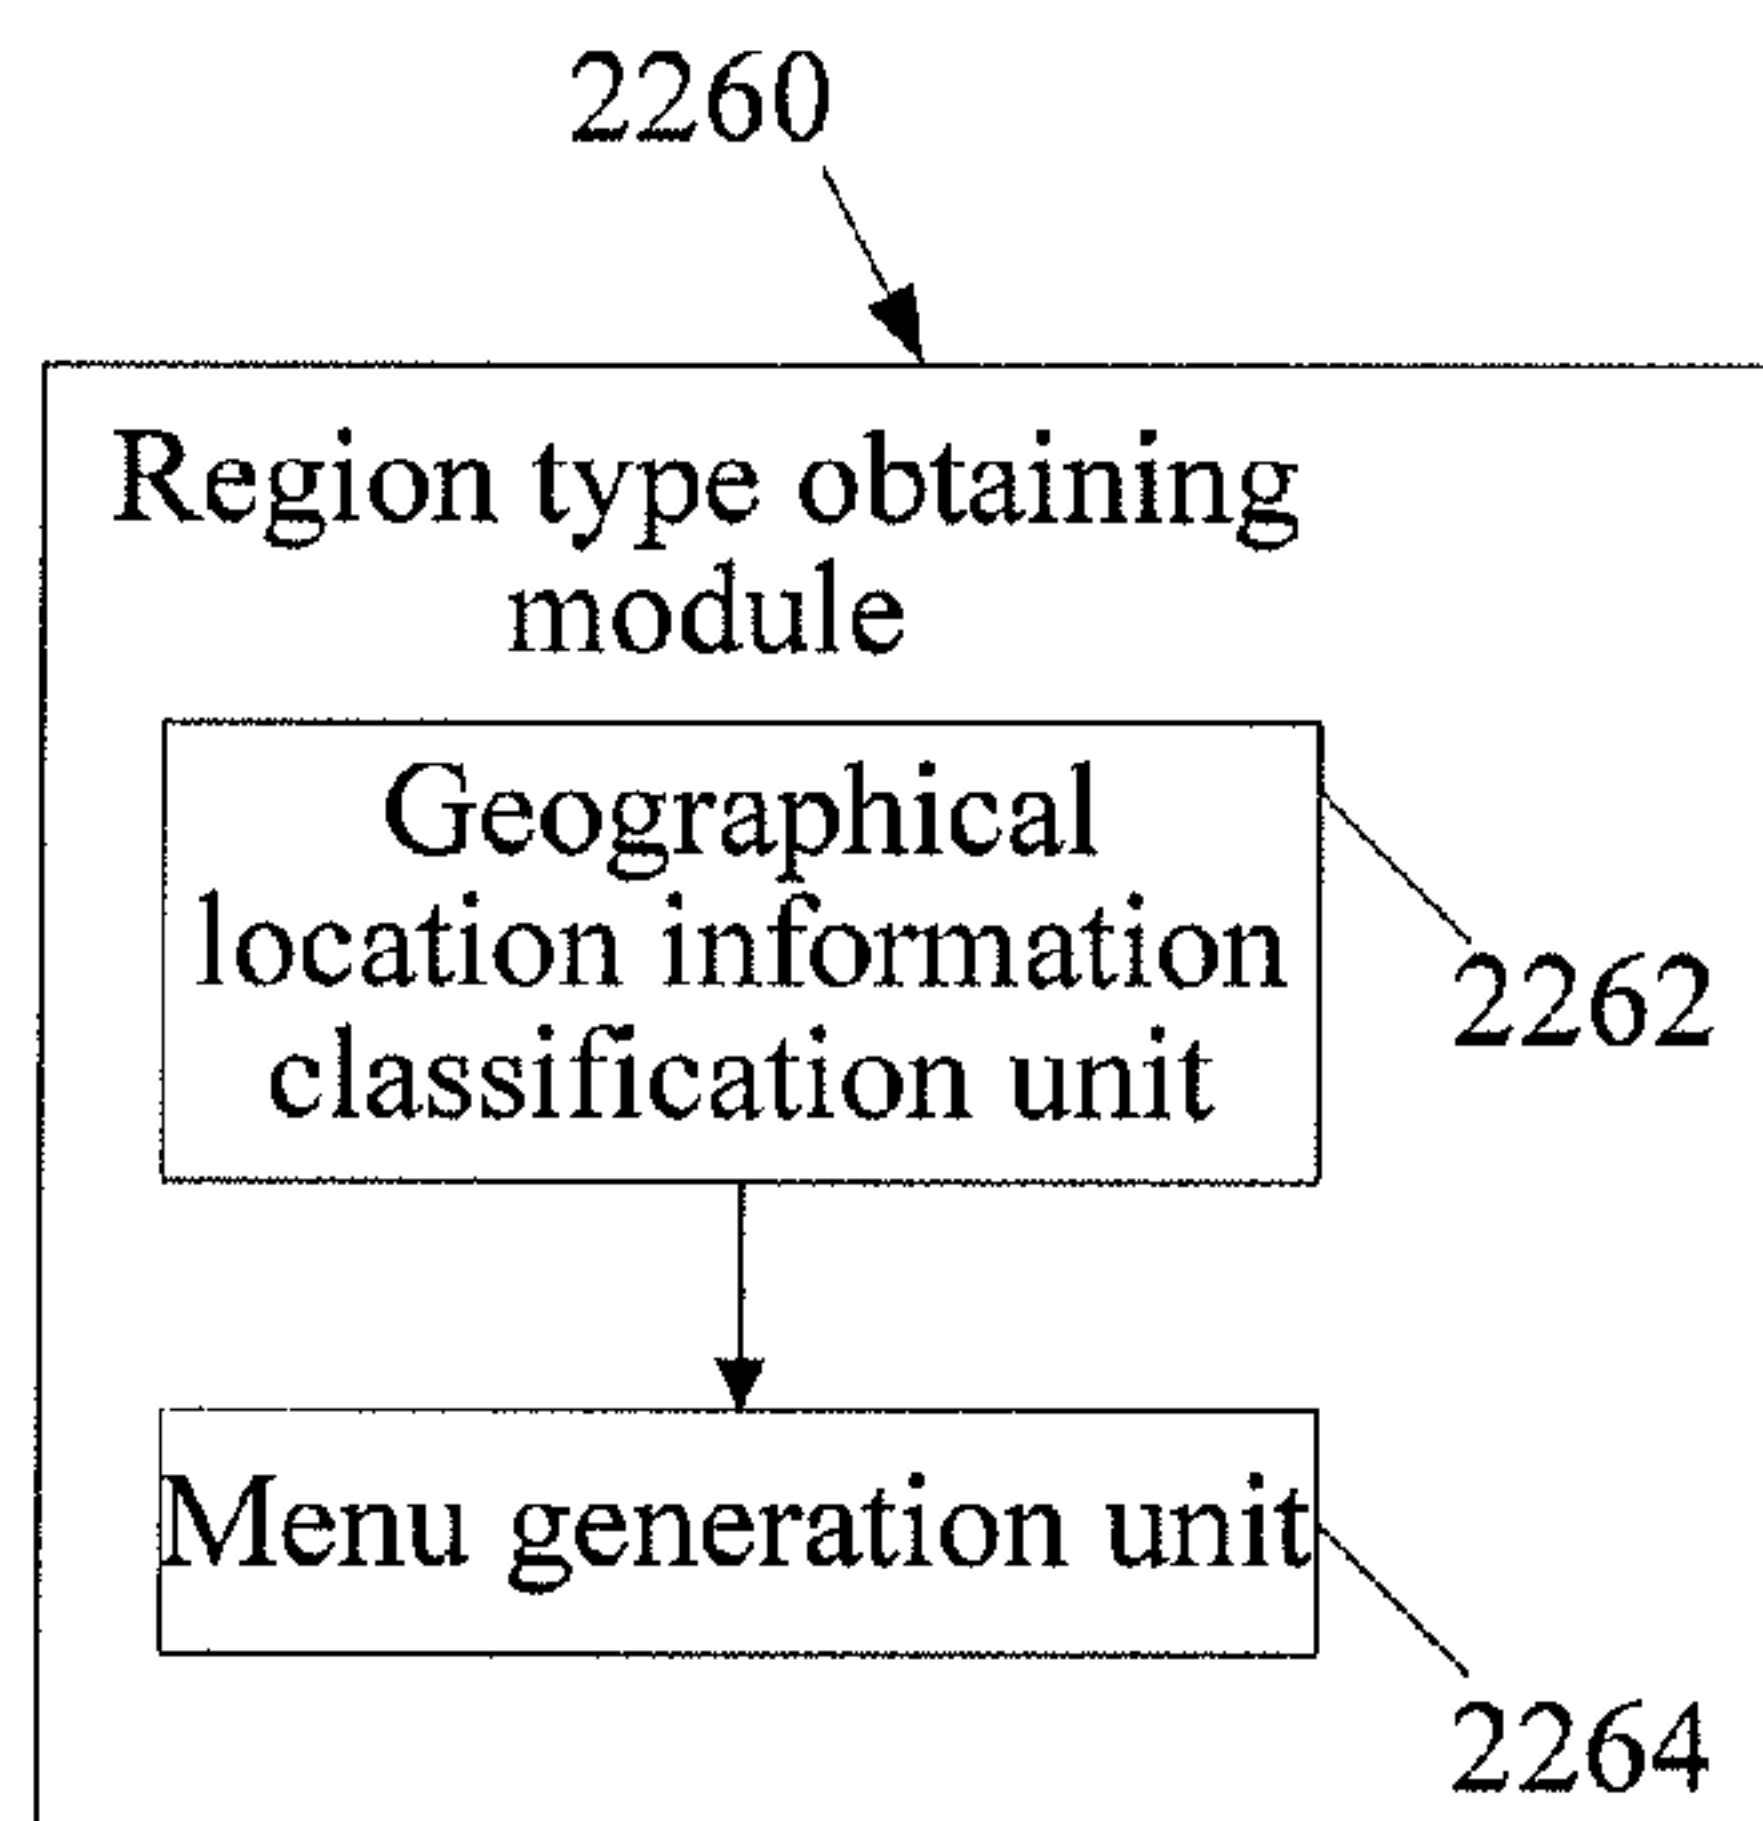 2260
Region type obtaining
module
Geographical
location information
classification unit
2262
Menu generation unit
2264